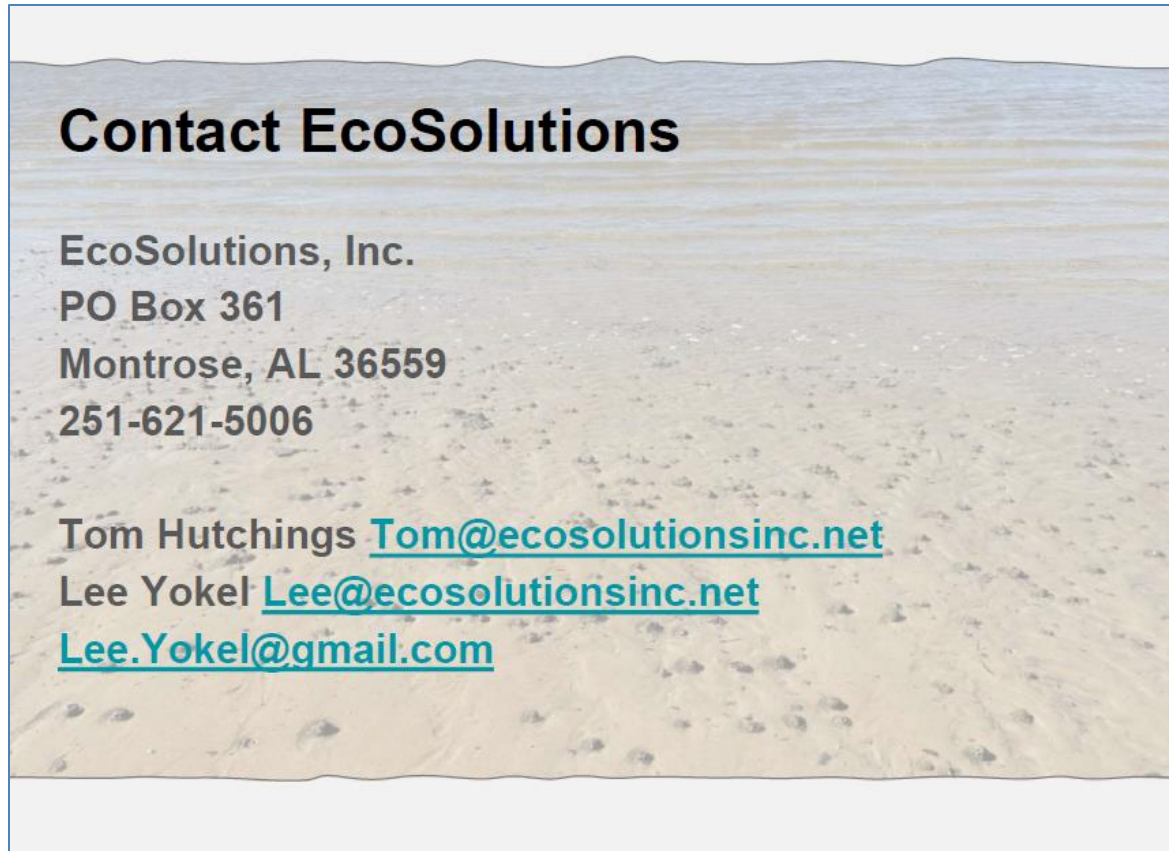 Contact EcoSolutions
EcoSolutions, Inc.
PO Box 361
Montrose, AL 36559
251-621-5006
Tom Hutchings Tom@ecosolutionsinc.net
Lee Yokel Lee@ecosolutionsinc.net
Lee.Yokel@gmail.com